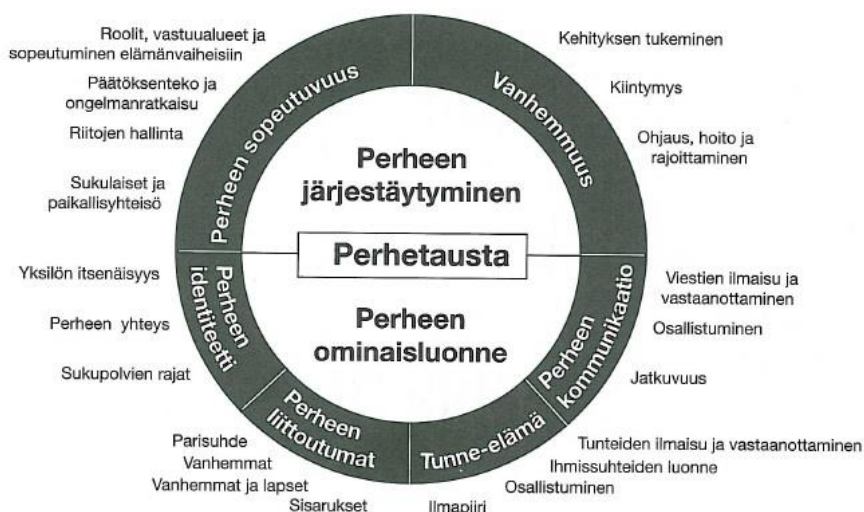 Roolit, vastuualueet ja
sopeutuminen elämänvaiheisiin
Päätöksenteko ja
ongelmanratkaisu
Riitojen hallinta
Sukulaiset ja
paikallisyhteisö
Perheen sopeutuvuus
Vanhemmuus
Kehityksen tukeminen
Kiintymys
Ohjaus, hoito ja
rajoittaminen
Perheen
järjestäytyminen
Perhetausta
Perheen
ominaisluonne
Yksilön itsenäisyys
Perheen yhteys
Sukupolvien rajat
Perheen
identiteetti
Perheen
kommunikaatio
Viestien ilmaisu ja
vastaanottaminen
Osallistuminen
Jatkuvuus
Perheen
liittoutumat
Tunne-elämä
Parisuhde
Vanhemmat
Vanhemmat ja lapset
Sisarukset
Tunteiden ilmaisu ja vastaanottaminen
Ihmissuhteiden luonne
Osallistuminen
Ilmapiiri